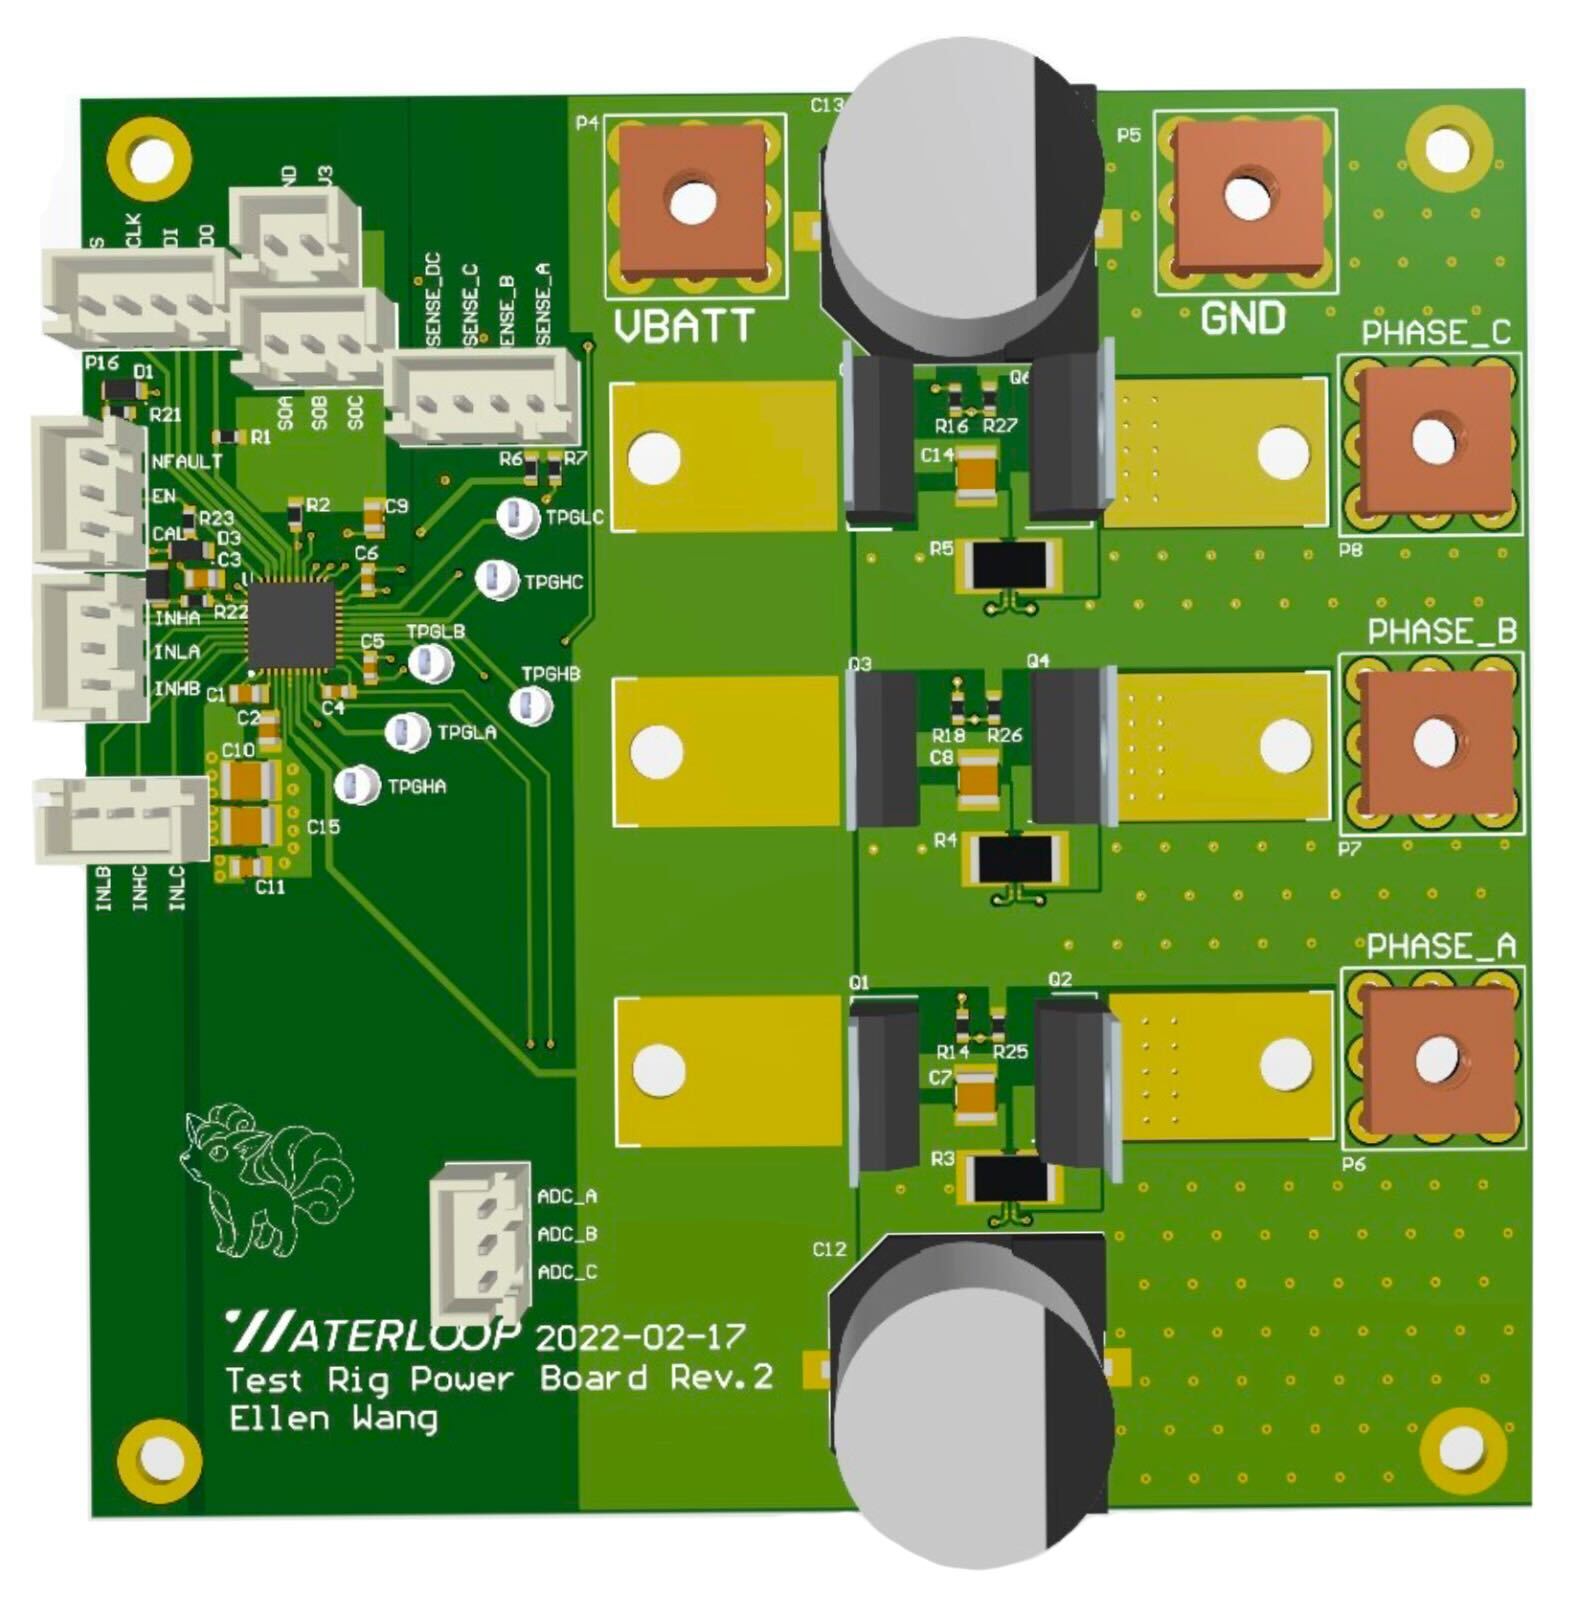 C13
P4
P5
VBATT
GND
PHASE_C
CLK
SENSE_DC
SENSE_C
SENSE_B
SENSE_A
P16
D1
R21
R1
SOA
SOB
SOC
R6
R7
Q6
R16
R27
C14
NFAULT
EN
CAL
R23
D3
C3
R2
C9
C6
TPGLC
TPGHC
R5
P8
R22
INHA
INLA
INHB
C5
TPGLB
TPGHB
Q3
Q4
PHASE_B
C1
C2
C4
TPGLA
R18
R26
C8
C10
TPGHA
C15
C11
R4
P7
INLB
INHC
INLC
PHASE_A
Q1
Q2
R14
R25
C7
R3
P6
ADC_A
ADC_B
ADC_C
C12
WATERLOOP 2022-02-17
Test Rig Power Board Rev.2
Ellen Wang